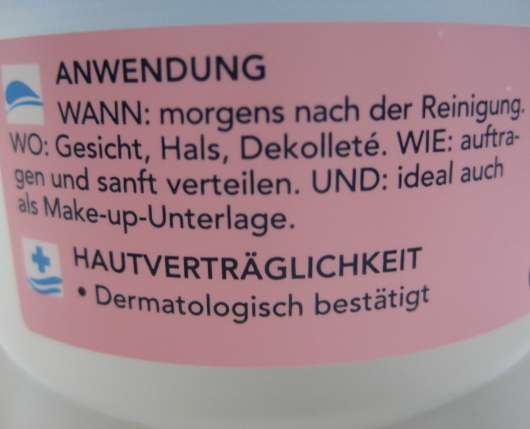 ANWENDUNG
WANN: morgens nach der Reinigung.
WO: Gesicht, Hals, Dekolleté. WIE: auftra-
gen und sanft verteilen. UND: ideal auch
als Make-up-Unterlage.
HAUTVERTRÄGLICHKEIT
• Dermatologisch bestätigt